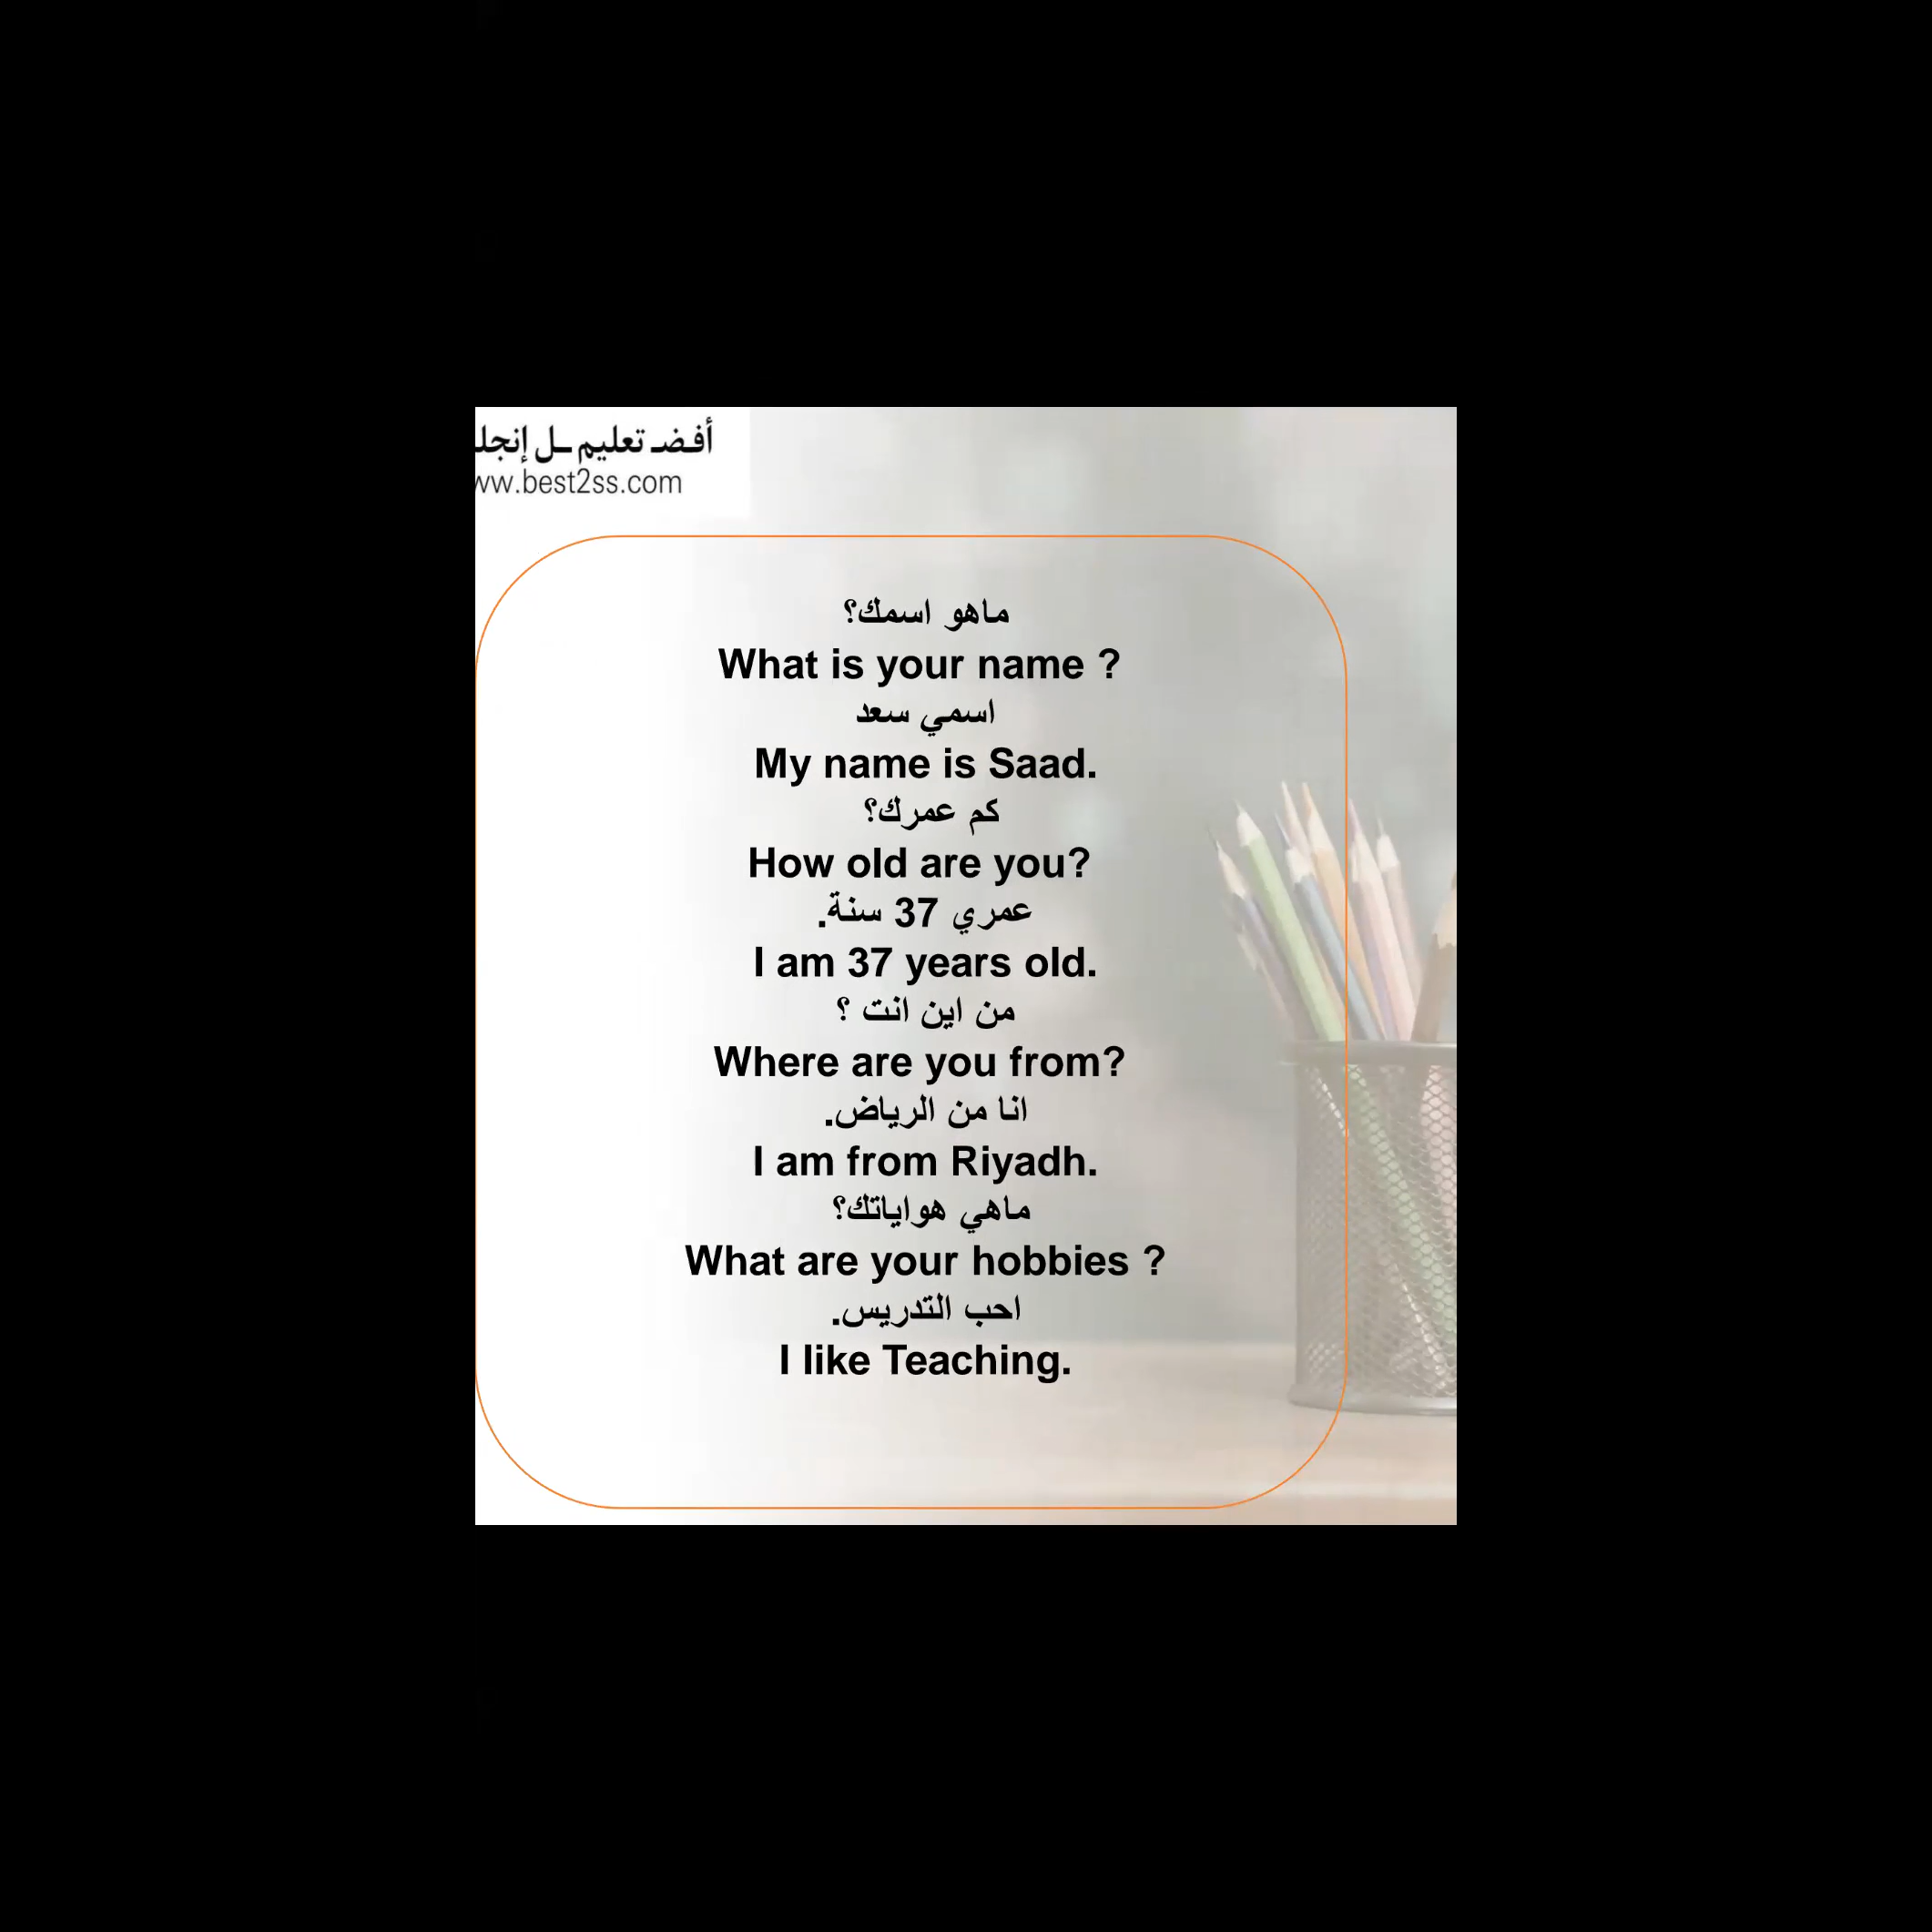 أفضـ تعليم ـل إنجلـ
ww.best2ss.com
ماهو اسمك؟
What is your name ?
اسمي سعد
My name is Saad.
كم عمرك؟
How old are you?
عمري 37 سنة.
I am 37 years old.
من اين انت ؟
Where are you from?
انا من الرياض.
I am from Riyadh.
ماهي هواياتك؟
What are your hobbies ?
احب التدريس.
I like Teaching.